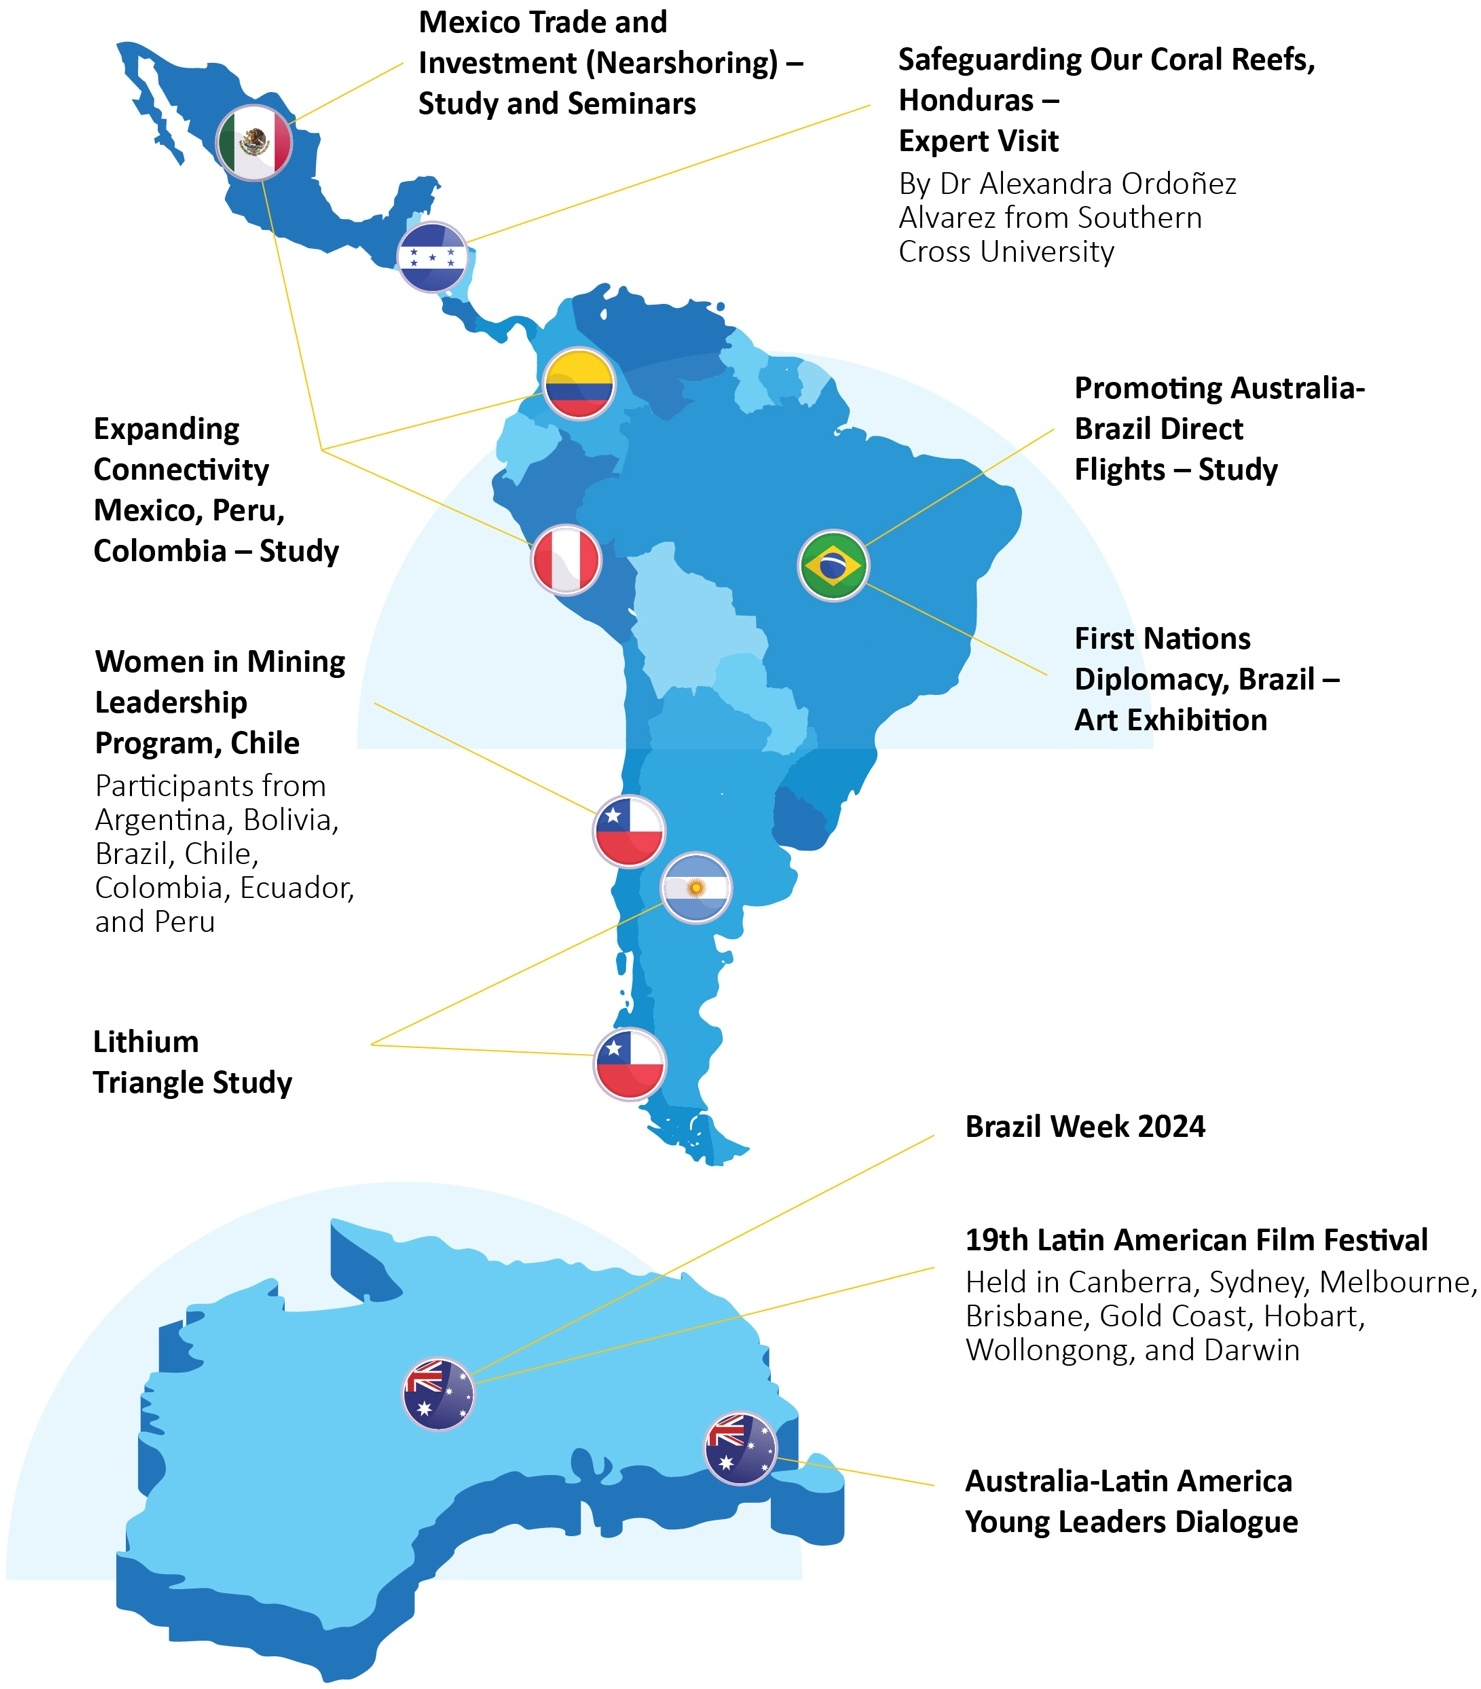 Mexico Trade and
Investment (Nearshoring) –
Study and Seminars
Safeguarding Our Coral Reefs,
Honduras –
Expert Visit
By Dr Alexandra Ordoñez
Alvarez from Southern
Cross University
Expanding
Connectivity
Mexico, Peru,
Colombia – Study
Promoting Australia-
Brazil Direct
Flights – Study
First Nations
Diplomacy, Brazil –
Art Exhibition
Women in Mining
Leadership
Program, Chile
Participants from
Argentina, Bolivia,
Brazil, Chile,
Colombia, Ecuador,
and Peru
Lithium
Triangle Study
Brazil Week 2024
19th Latin American Film Festival
Held in Canberra, Sydney, Melbourne,
Brisbane, Gold Coast, Hobart,
Wollongong, and Darwin
Australia-Latin America
Young Leaders Dialogue